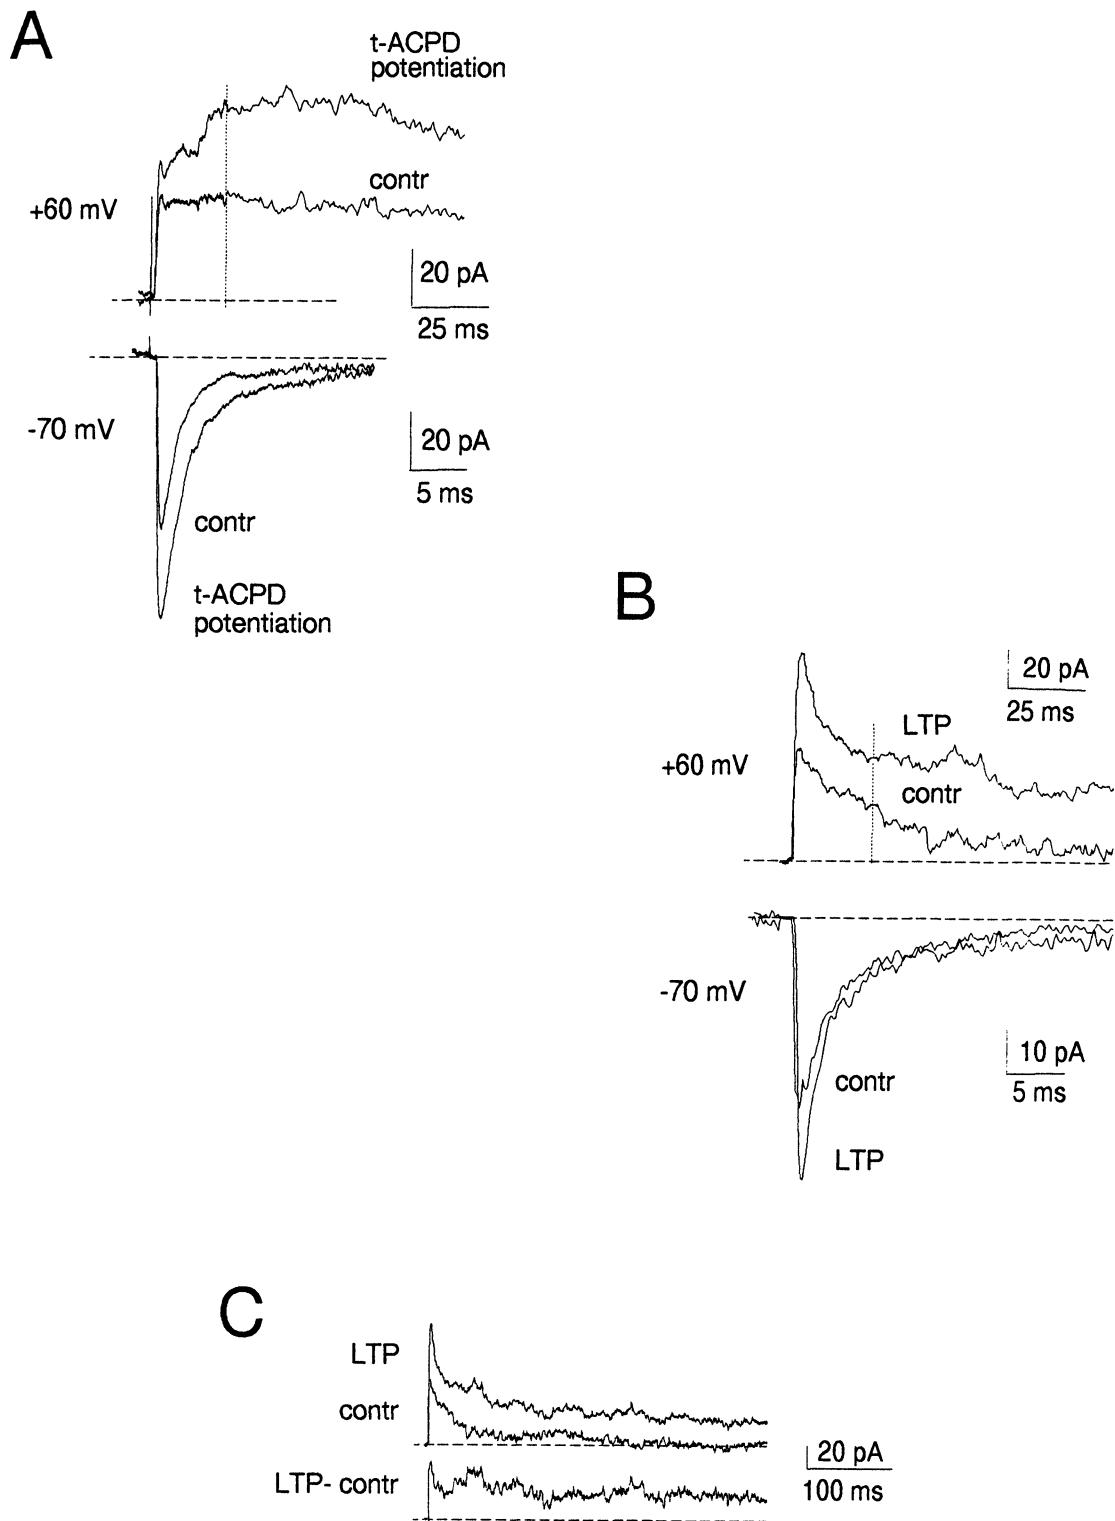 A
t-ACPD
potentiation
contr
+60 mV
20 pA
25 ms
-70 mV
20 pA
5 ms
contr
t-ACPD
potentiation
B
20 pA
25 ms
LTP
+60 mV
contr
-70 mV
10 pA
5 ms
contr
LTP
C
LTP
contr
20 pA
100 ms
LTP- contr